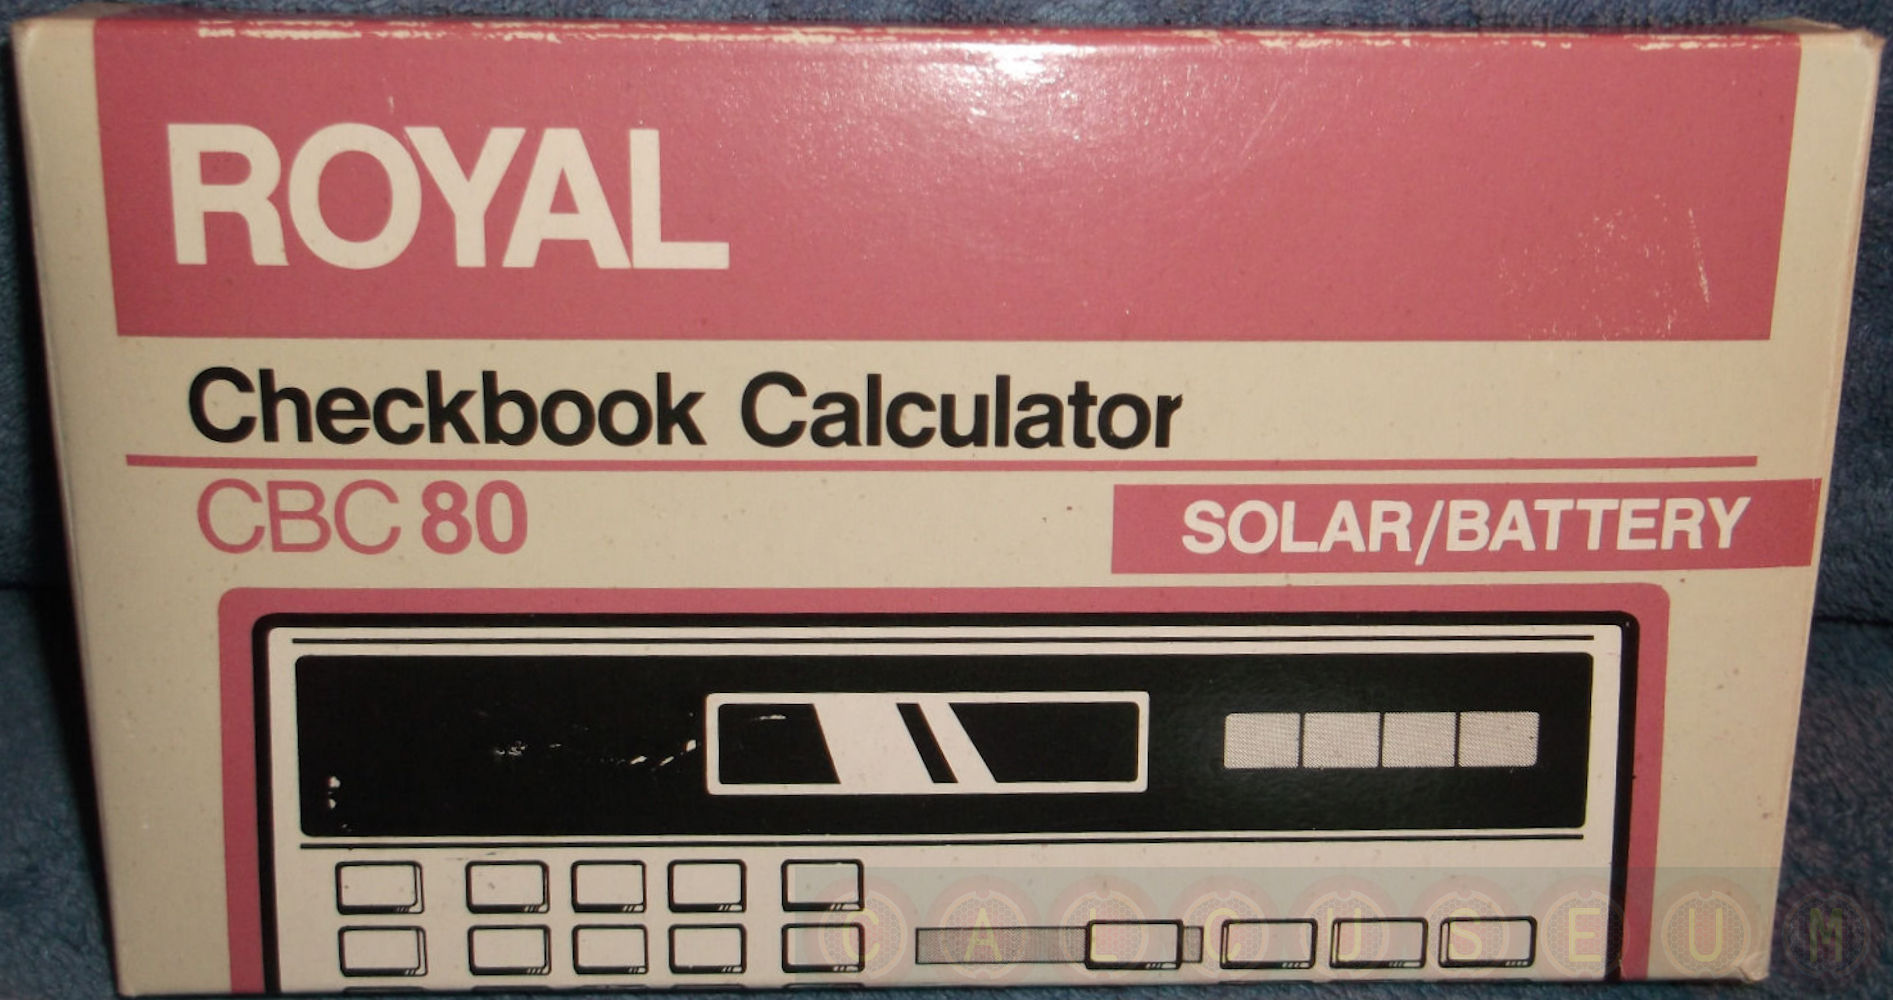 ROYAL
Checkbook Calculator
CBC 80
SOLAR/BATTERY
CALCUSEUM